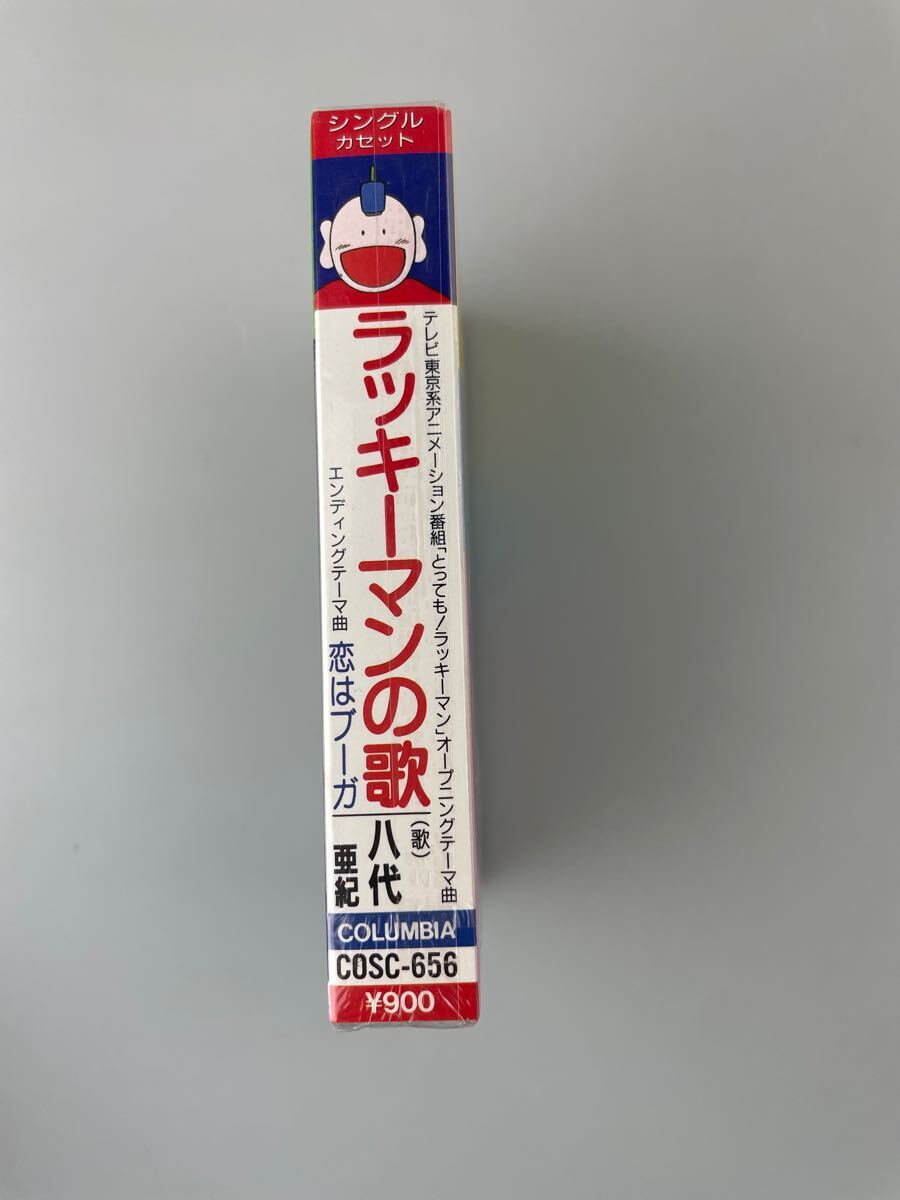 シングル
カセット
テレビ東京系アニメーション番組「とっても!ラッキーマン」オープニングテーマ曲
ラッキーマンの歌
エンディングテーマ曲 恋はブーガ
(歌)
八代
亜紀
COLUMBIA
COSC-656
¥900